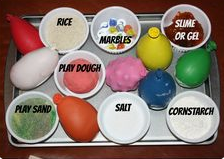 RICE
MARBLES
SLIME
OR GEL
PLAY DOUGH
PLAY SAND
SALT
CORNSTARCH